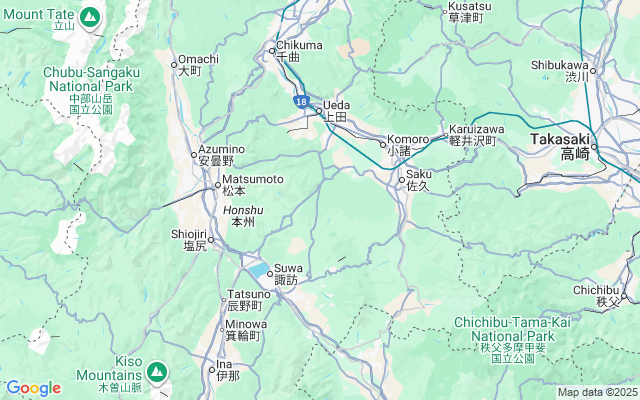 Mount Tate
立山
Kusatsu
草津町
Chikuma
千曲
Omachi
大町
Shibukawa
渋川
Chubu-Sangaku
National Park
中部山岳
国立公園
18
Ueda
上田
Karuizawa
軽井沢町
Takasaki
高崎
Komoro
小諸
Azumino
安曇野
Saku
佐久
Matsumoto
松本
Honshu
本州
Shiojiri
塩尻
Suwa
諏訪
Chichibu
秩父
Tatsuno
辰野町
Minowa
箕輪町
Chichibu-Tama-Kai
National Park
秩父多摩甲斐
国立公園
Kiso
Mountains
木曽山脈
Ina
伊那
Google
Map data ©2025